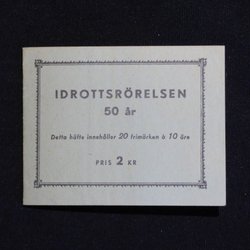 IDROTTSRÖRELSEN
50 år
Detta häfte innehåller 20 frimärken à 10 öre
PRIS 2 KR